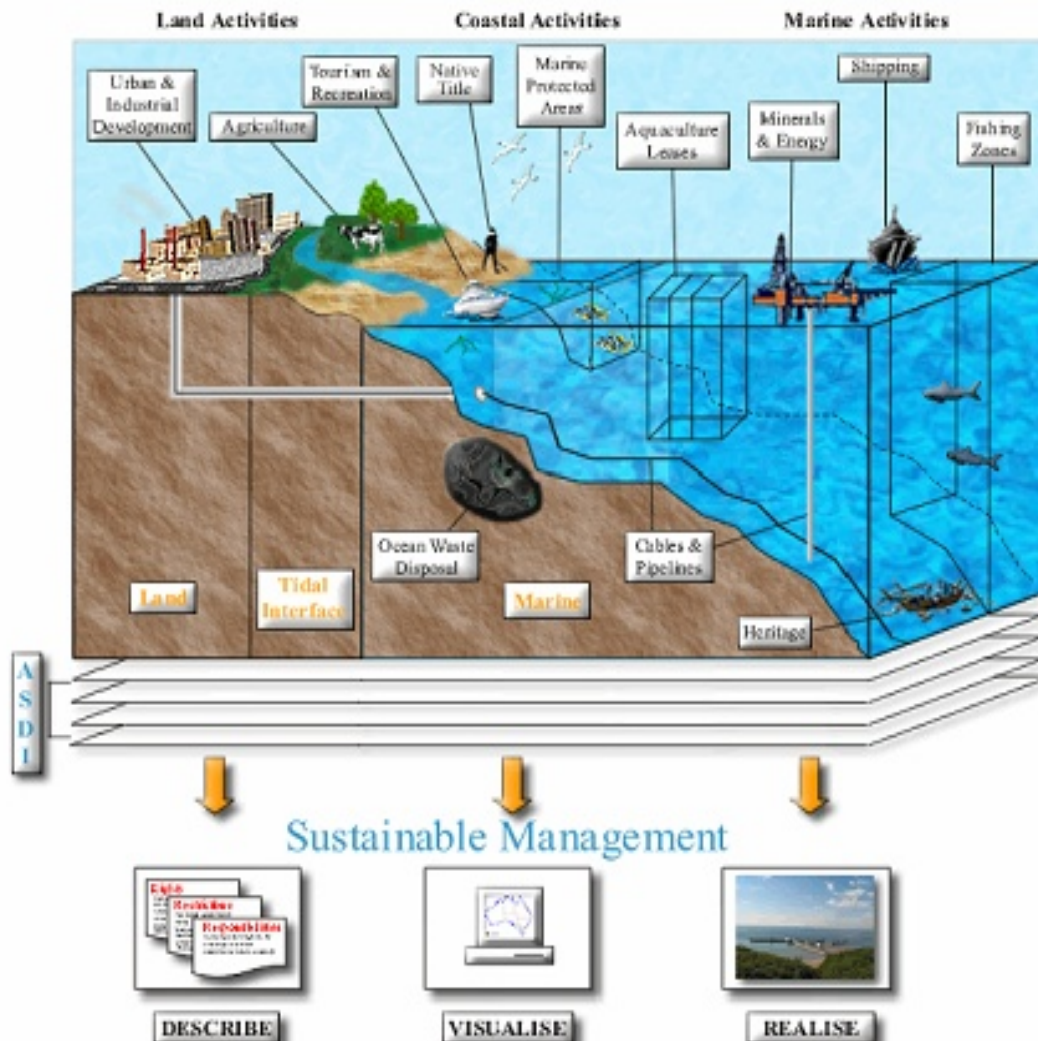 Land Activities
Coastal Activities
Marine Activities
Urban &
Industrial
Development
Agriculture
Tourism &
Recreation
Native
Title
Marine
Protected
Areas
Aquaculture
Leases
Minerals
& Energy
Shipping
Fishing
Zones
Ocean Waste
Disposal
Cables &
Pipelines
Heritage
Land
Tidal
Interface
Marine
A
S
D
I
Sustainable Management
Rights
Restrictions
Responsibilities
DESCRIBE
VISUALISE
REALISE